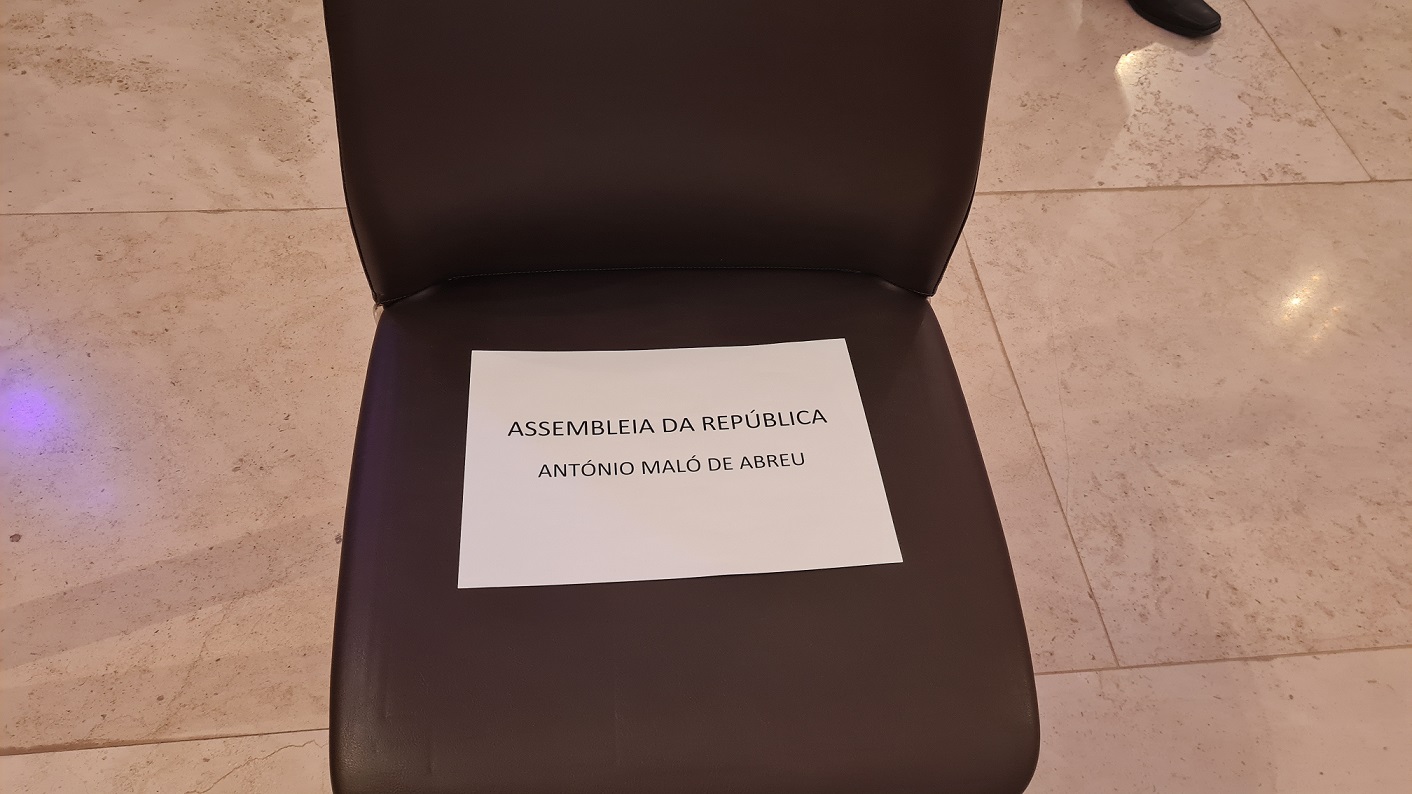 ASSEMBLEIA DA REPÚBLICA
ANTÓNIO MALÓ DE ABREU